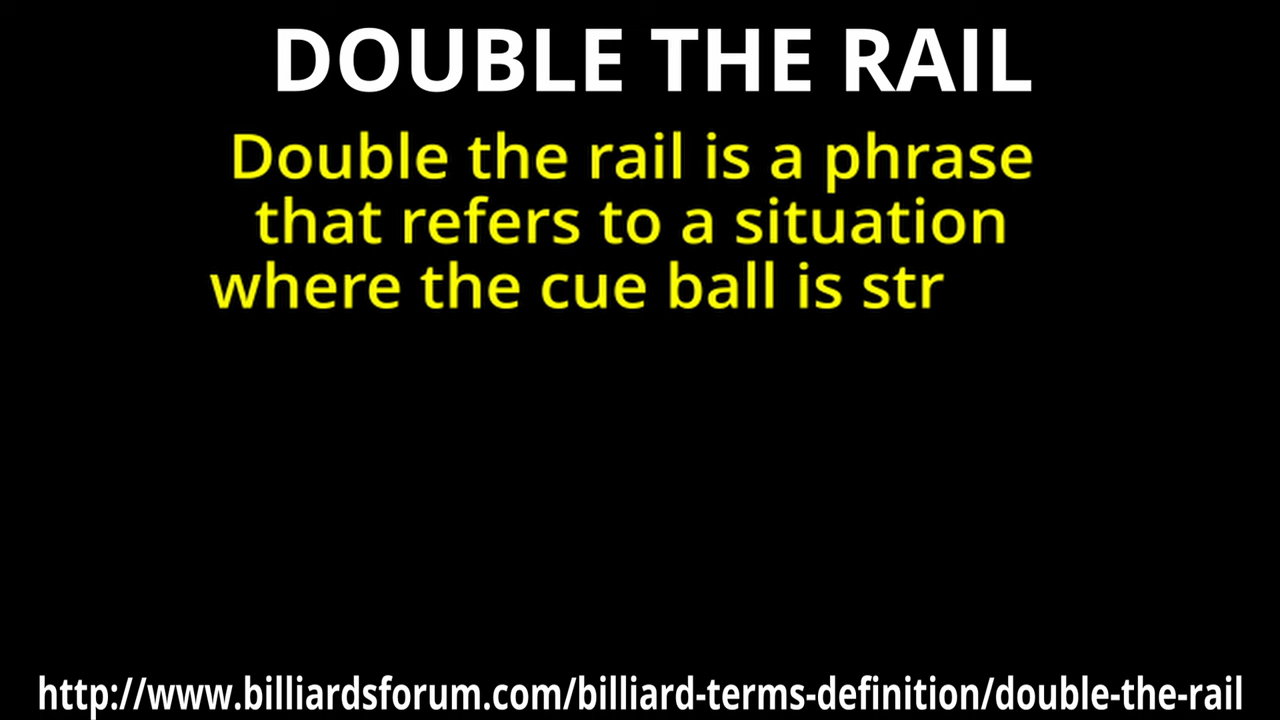 DOUBLE THE RAIL
Double the rail is a phrase
that refers to a situation
where the cue ball is str
http://www.billiardsforum.com/billiard-terms-definition/double-the-rail